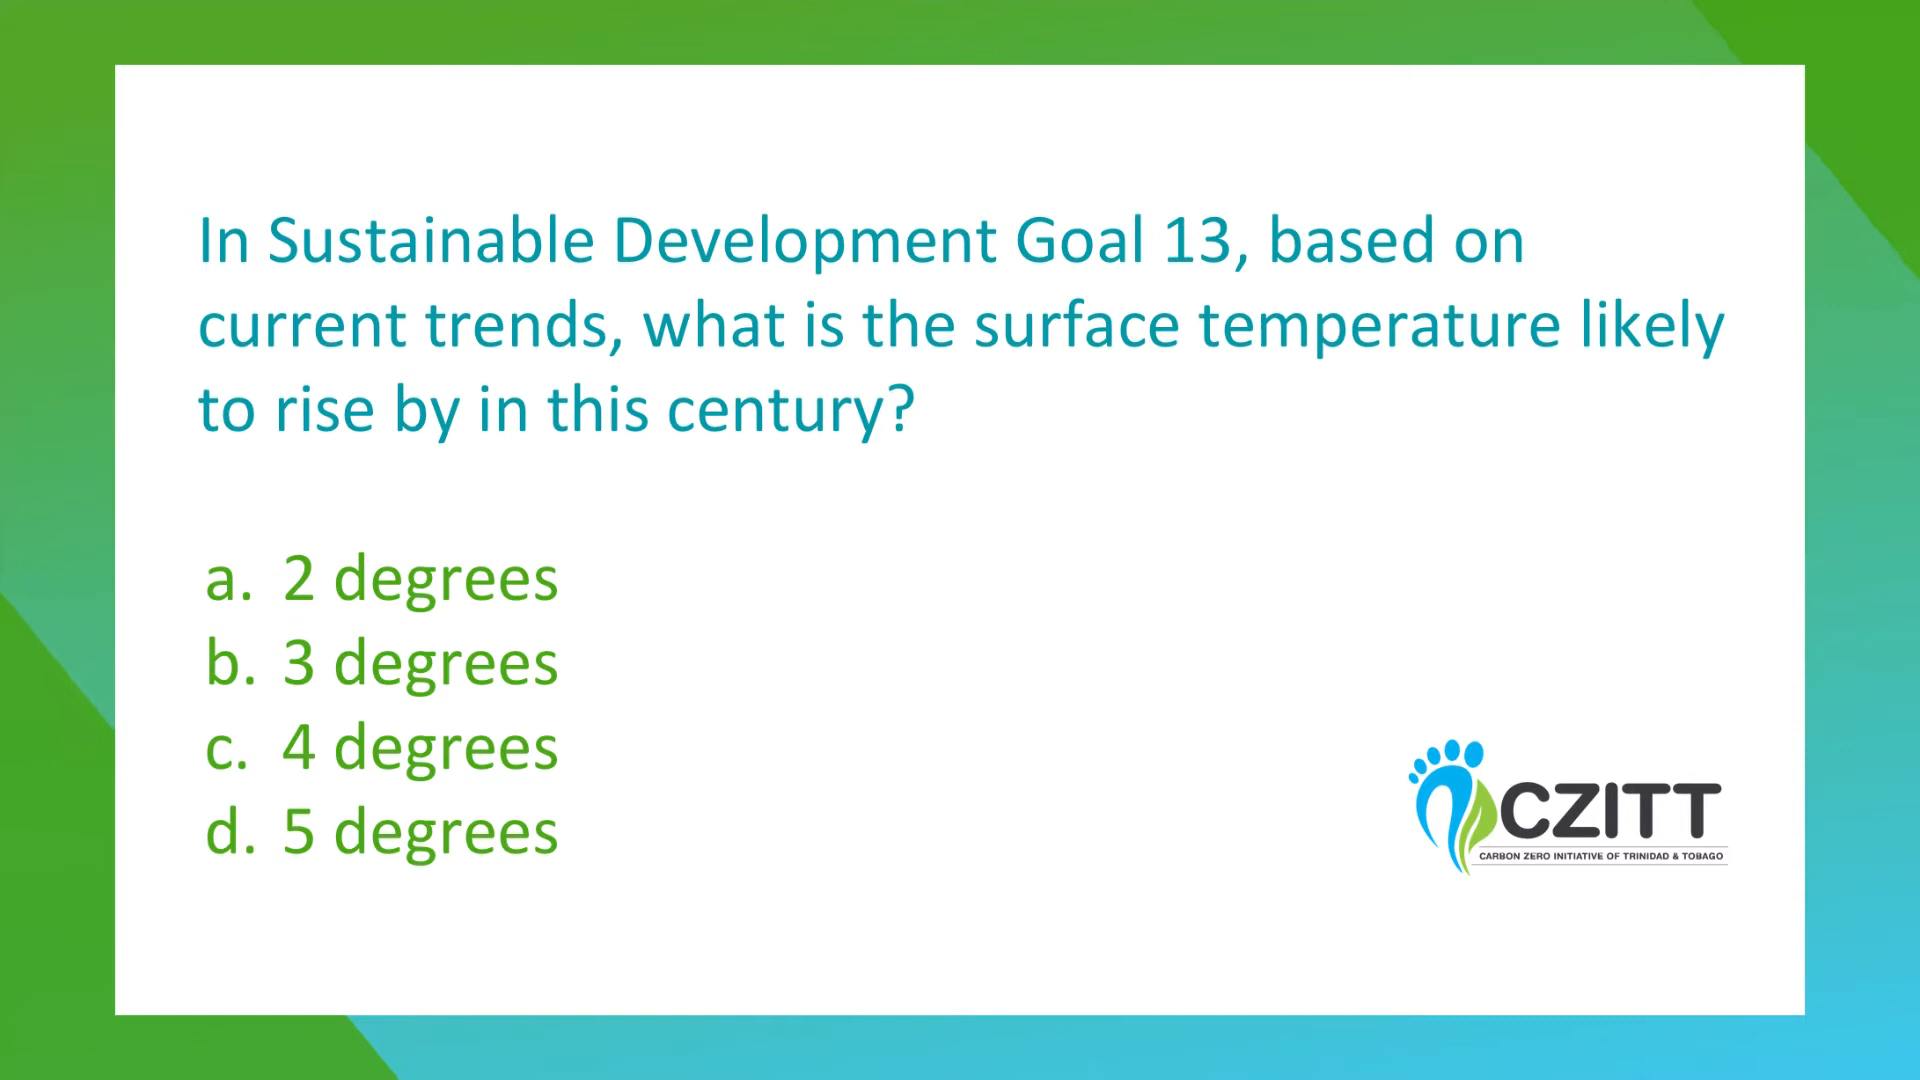 In Sustainable Development Goal 13, based on
current trends, what is the surface temperature likely
to rise by in this century?
a. 2 degrees
b. 3 degrees
c. 4 degrees
d. 5 degrees
CZITT
CARBON ZERO INITIATIVE OF TRINIDAD & TOBAGO